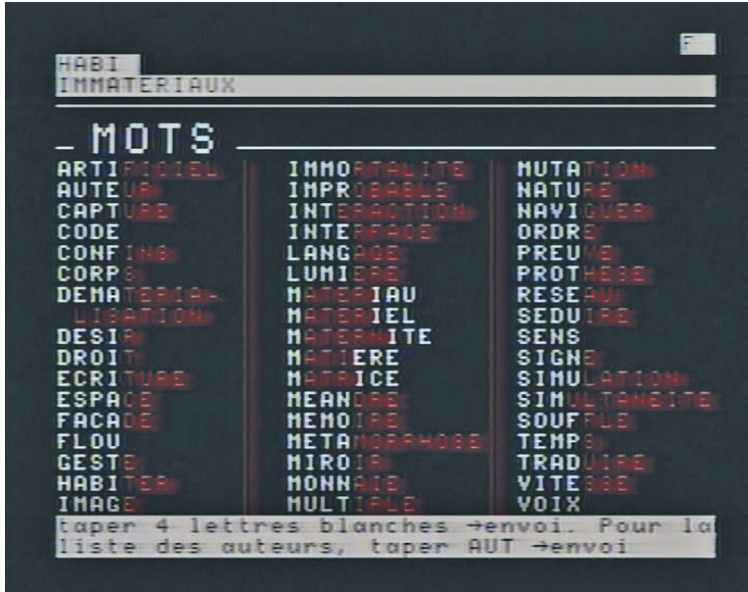 F
HABI
IMMATERIAUX
MOTS
ARTIFICIEL
AUTEUR
CAPTURE
CODE
CONFINS
CORPS
DEMATERIA-
LISATION
DESIR
DROIT
ECRITURE
ESPACE
FACADE
FLOU
GESTE
HABITER
IMAGE
IMMORTALITE
IMPROBABLE
INTERACTION
INTERFACE
LANGAGE
LUMIERE
MATERIAU
MATERIEL
MATERNITE
MATIERE
MATRICE
MEANDRE
MEMOIRE
METAMORPHOSE
MIROIR
MONNAIE
MULTIPLE
MUTATION
NATURE
NAVIGUER
ORDRE
PREUVE
PROTHESE
RESEAU
SEDUIRE
SENS
SIGNE
SIMULATION
SIMULTANEITE
SOUFFLE
TEMPS
TRADUIRE
VITESSE
VOIX
taper 4 lettres blanches →envoi. Pour la
liste des auteurs, taper AUT →envoi